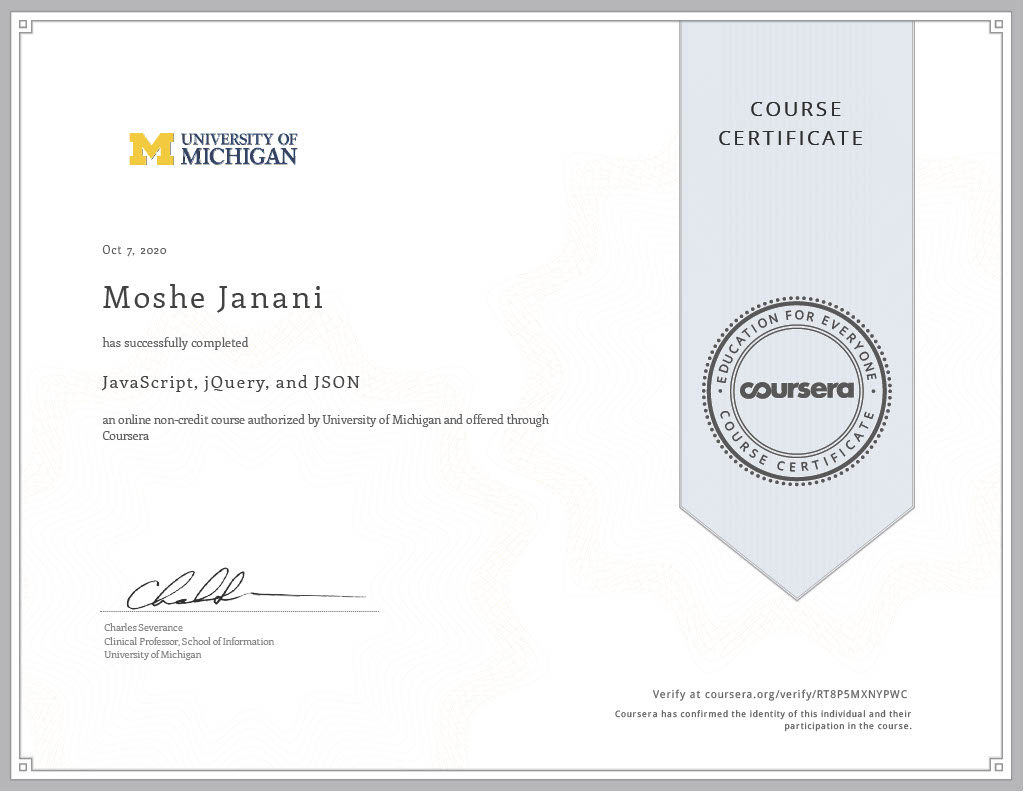 UNIVERSITY OF
MICHIGAN
COURSE
CERTIFICATE
Oct 7, 2020
Moshe Janani
has successfully completed
JavaScript, jQuery, and JSON
an online non-credit course authorized by University of Michigan and offered through
Coursera
EDUCATION FOR EVERYONE
coursera
COURSE CERTIFICATE
Charles Severance
Clinical Professor, School of Information
University of Michigan
Verify at coursera.org/verify/RT8P5MXNYPWC
Coursera has confirmed the identity of this individual and their
participation in the course.